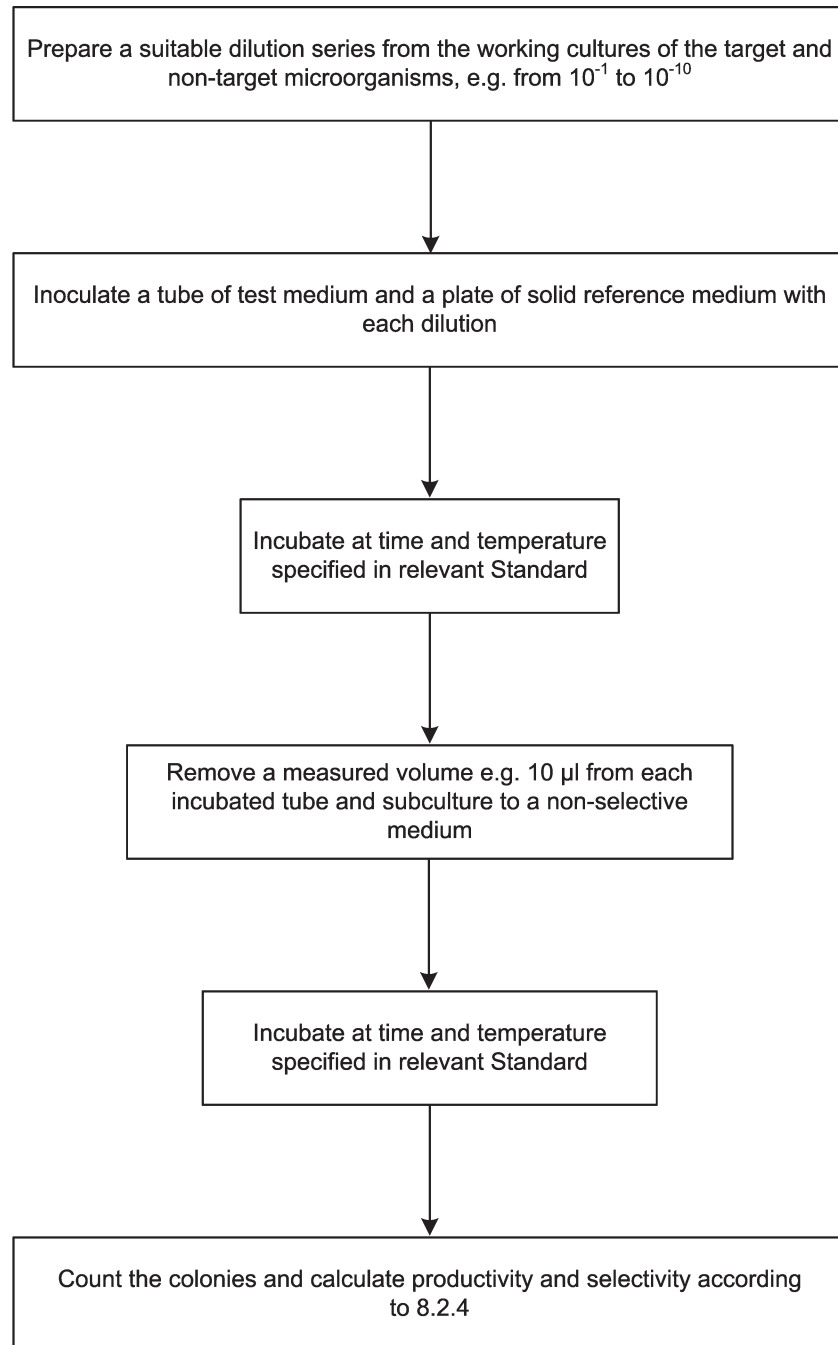 Prepare a suitable dilution series from the working cultures of the target and
non-target microorganisms, e.g. from 10⁻¹ to 10⁻¹⁰
Inoculate a tube of test medium and a plate of solid reference medium with
each dilution
Incubate at time and temperature
specified in relevant Standard
Remove a measured volume e.g. 10 µl from each
incubated tube and subculture to a non-selective
medium
Incubate at time and temperature
specified in relevant Standard
Count the colonies and calculate productivity and selectivity according
to 8.2.4